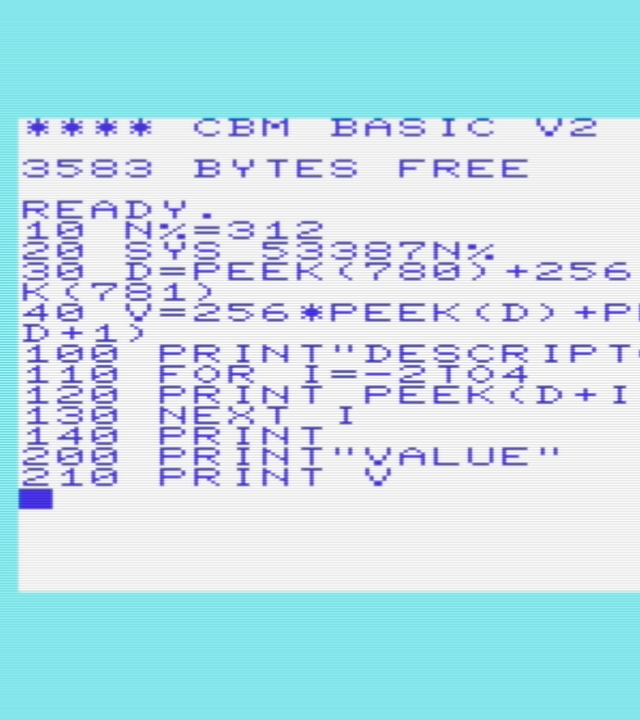 **** CBM BASIC V2
3583 BYTES FREE
READY.
10 N%=312
20 SYS 53387N%
30 D=PEEK(780)+256
K(781)
40 V=256*PEEK(D)+P
D+1)
100 PRINT"DESCRIPT
110 FOR I=-2TO4
120 PRINT PEEK(D+I
130 NEXT I
140 PRINT
200 PRINT"VALUE"
210 PRINT V